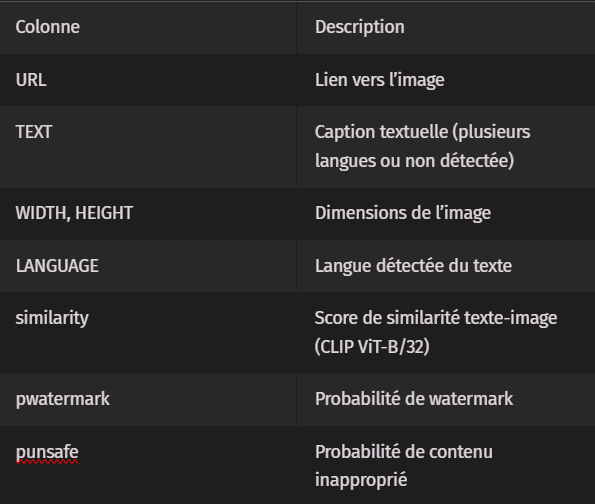 Colonne Description
URL Lien vers l’image
TEXT Caption textuelle (plusieurs
langues ou non détectée)
WIDTH, HEIGHT Dimensions de l’image
LANGUAGE Langue détectée du texte
similarity Score de similarité texte-image
(CLIP ViT-B/32)
pwatermark Probabilité de watermark
punsafe Probabilité de contenu
inapproprié